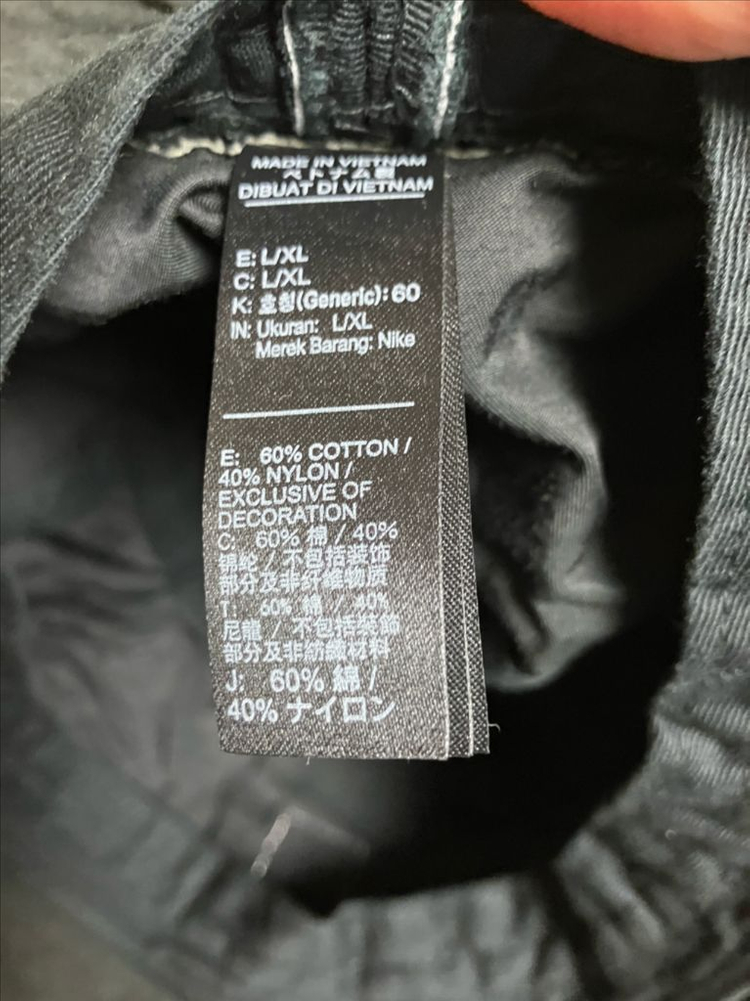 MADE IN VIETNAM
ベトナム製
DIBUAT DI VIETNAM
E: L/XL
C: L/XL
K: 호칭(Generic): 60
IN: Ukuran: L/XL
Merek Barang: Nike
E: 60% COTTON /
40% NYLON /
EXCLUSIVE OF
DECORATION
C: 60% 棉 / 40%
锦纶 / 不包括装饰
部分及非纤维物质
T: 60% 棉 / 40%
尼龍 / 不包括裝飾
部分及非紡織材料
J: 60% 綿 /
40% ナイロン